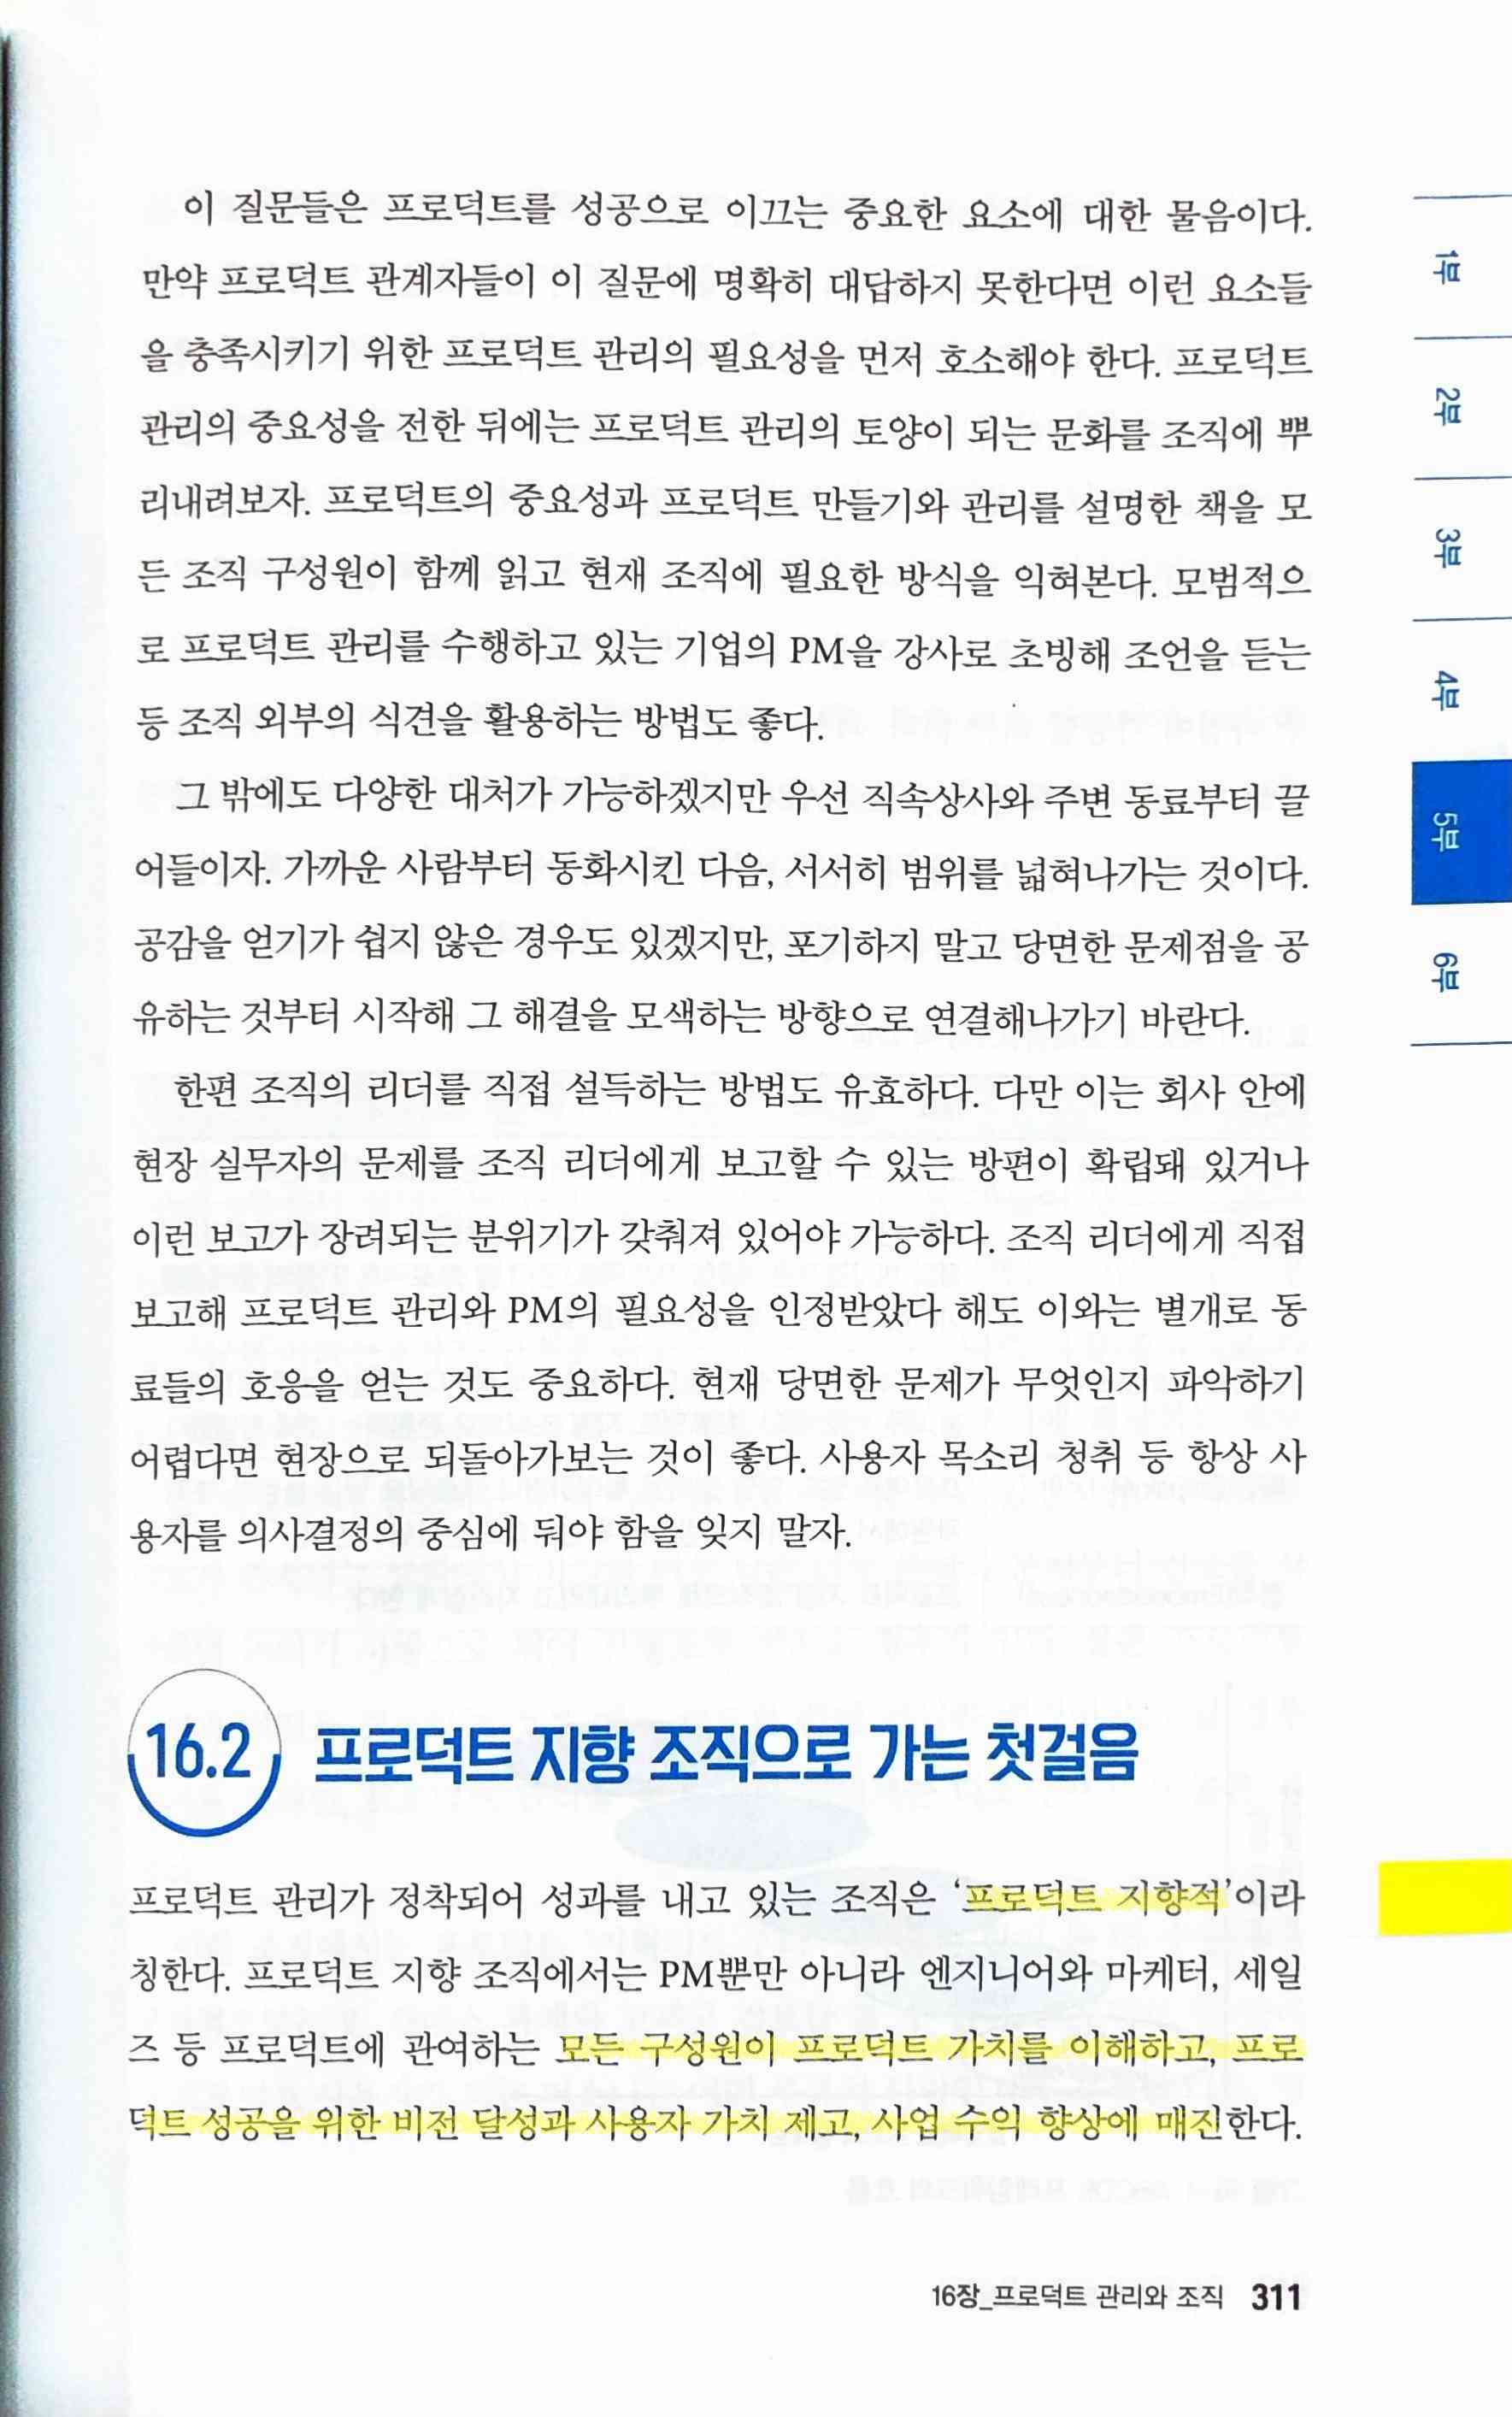 이 질문들은 프로덕트를 성공으로 이끄는 중요한 요소에 대한 물음이다.
만약 프로덕트 관계자들이 이 질문에 명확히 대답하지 못한다면 이런 요소들
을 충족시키기 위한 프로덕트 관리의 필요성을 먼저 호소해야 한다. 프로덕트
관리의 중요성을 전한 뒤에는 프로덕트 관리의 토양이 되는 문화를 조직에 뿌
리내려보자. 프로덕트의 중요성과 프로덕트 만들기와 관리를 설명한 책을 모
든 조직 구성원이 함께 읽고 현재 조직에 필요한 방식을 익혀본다. 모범적으
로 프로덕트 관리를 수행하고 있는 기업의 PM을 강사로 초빙해 조언을 듣는
등 조직 외부의 식견을 활용하는 방법도 좋다.
그 밖에도 다양한 대처가 가능하겠지만 우선 직속상사와 주변 동료부터 끌
어들이자. 가까운 사람부터 동화시킨 다음, 서서히 범위를 넓혀나가는 것이다.
공감을 얻기가 쉽지 않은 경우도 있겠지만, 포기하지 말고 당면한 문제점을 공
유하는 것부터 시작해 그 해결을 모색하는 방향으로 연결해나가기 바란다.
한편 조직의 리더를 직접 설득하는 방법도 유효하다. 다만 이는 회사 안에
현장 실무자의 문제를 조직 리더에게 보고할 수 있는 방편이 확립돼 있거나
이런 보고가 장려되는 분위기가 갖춰져 있어야 가능하다. 조직 리더에게 직접
보고해 프로덕트 관리와 PM의 필요성을 인정받았다 해도 이와는 별개로 동
료들의 호응을 얻는 것도 중요하다. 현재 당면한 문제가 무엇인지 파악하기
어렵다면 현장으로 되돌아가보는 것이 좋다. 사용자 목소리 청취 등 항상 사
용자를 의사결정의 중심에 둬야 함을 잊지 말자.
16.2 프로덕트 지향 조직으로 가는 첫걸음
프로덕트 관리가 정착되어 성과를 내고 있는 조직은 ‘프로덕트 지향적’이라
칭한다. 프로덕트 지향 조직에서는 PM뿐만 아니라 엔지니어와 마케터, 세일
즈 등 프로덕트에 관여하는 모든 구성원이 프로덕트 가치를 이해하고, 프로
덕트 성공을 위한 비전 달성과 사용자 가치 제고, 사업 수익 향상에 매진한다.
16장_프로덕트 관리와 조직 311
1부
2부
3부
4부
5부
6부